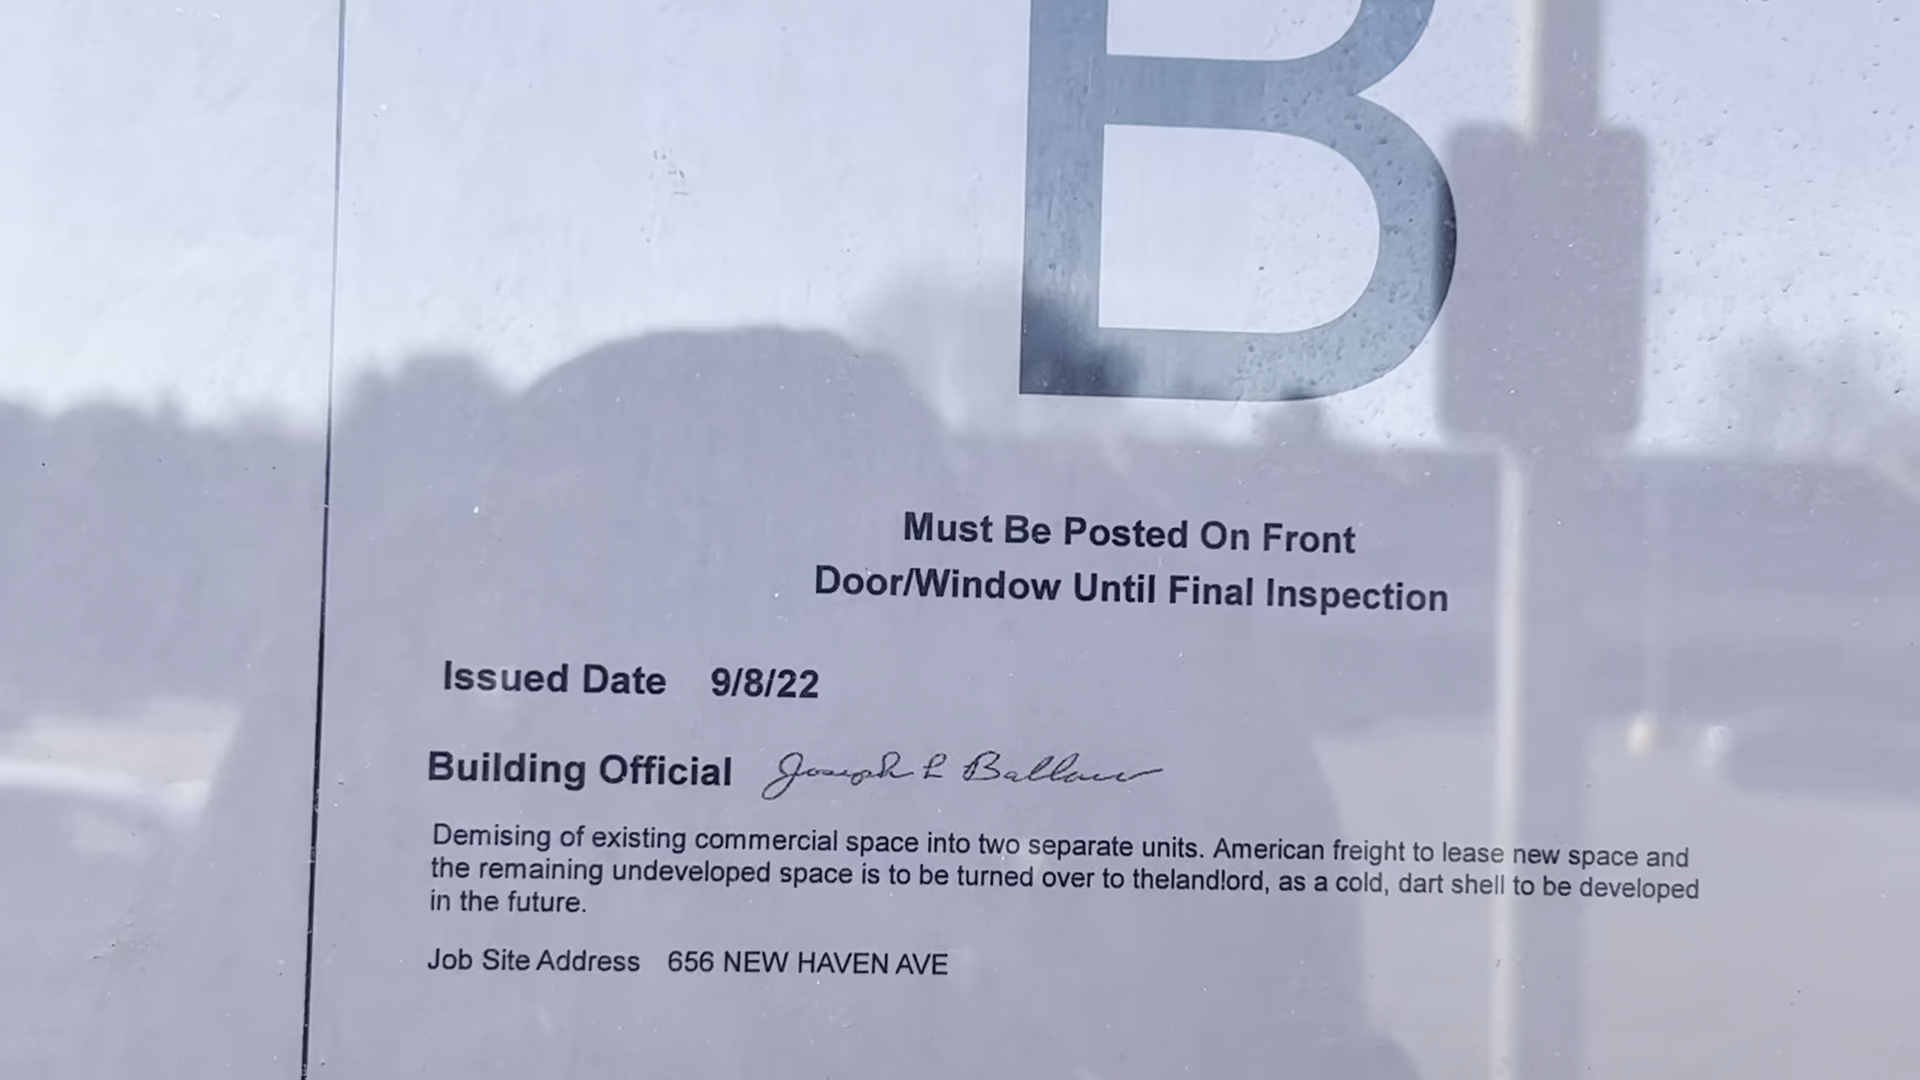 B
Must Be Posted On Front
Door/Window Until Final Inspection
Issued Date 9/8/22
Building Official Joseph L Ballaro
Demising of existing commercial space into two separate units. American freight to lease new space and
the remaining undeveloped space is to be turned over to thelandlord, as a cold, dart shell to be developed
in the future.
Job Site Address 656 NEW HAVEN AVE